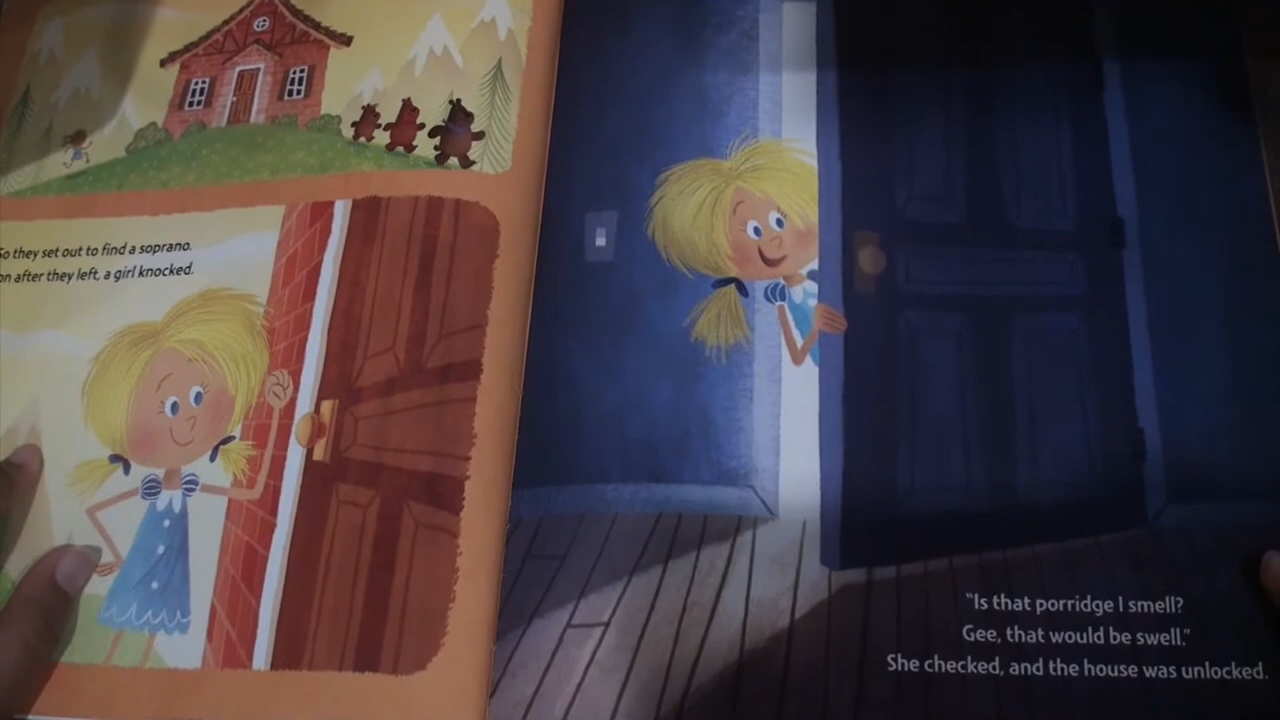 So they set out to find a soprano.
on after they left, a girl knocked.
"Is that porridge I smell?
Gee, that would be swell."
She checked, and the house was unlocked.